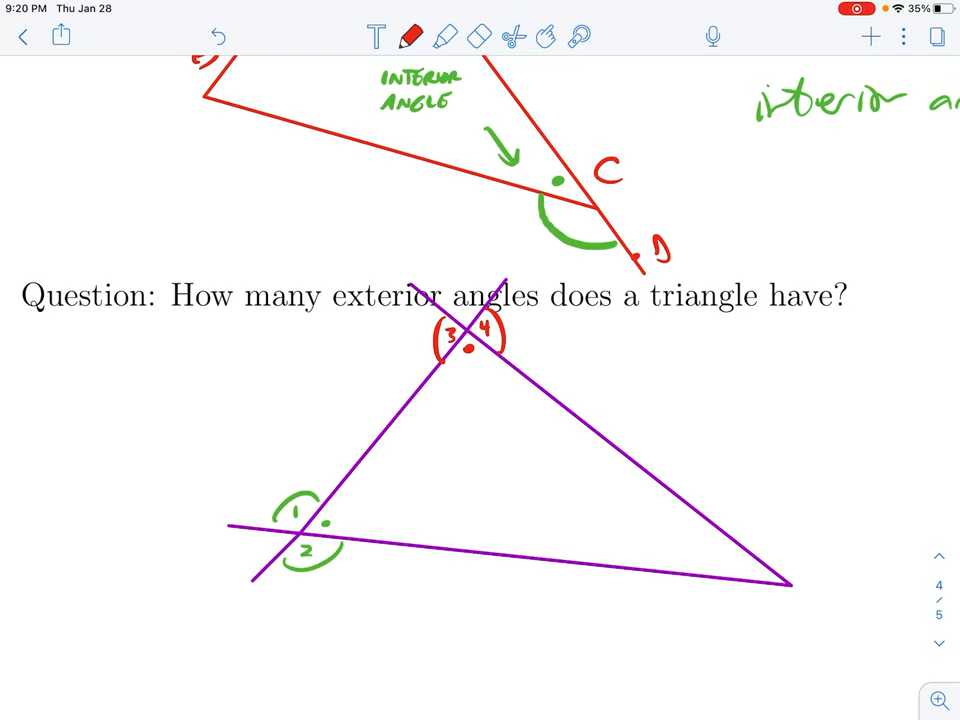 9:20 PM Thu Jan 28
35%
T
INTERIOR
ANGLE
interior
C
D
Question: How many exterior angles does a triangle have?
3 4
1
2
4
/
5